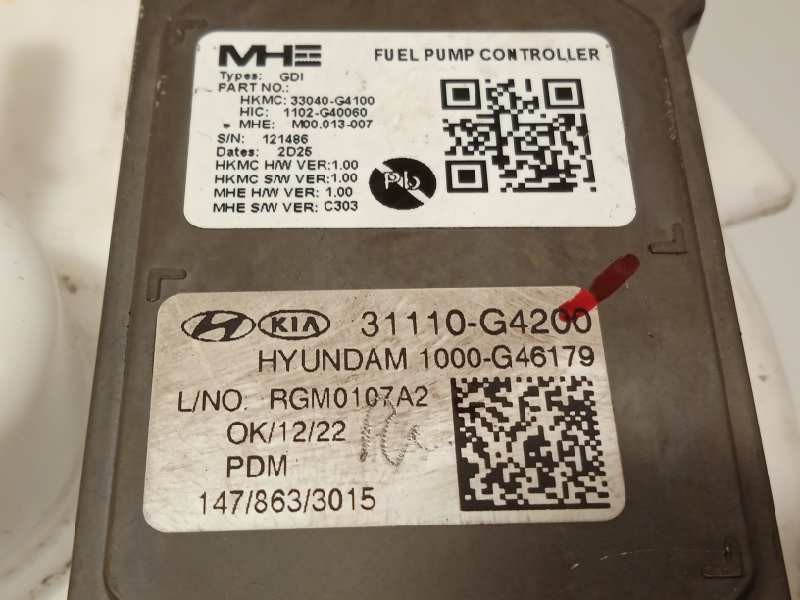 MHE FUEL PUMP CONTROLLER
Types: GDI
PART NO.:
HKMC: 33040-G4100
HIC: 1102-G40060
MHE: M00.013-007
S/N: 121486
Dates: 2D25
HKMC H/W VER:1.00
HKMC S/W VER:1.00
MHE H/W VER: 1.00
MHE S/W VER: C303
Pb
KIA 31110-G4200
HYUNDAM 1000-G46179
L/NO. RGM0107A2
OK/12/22
PDM
147/863/3015